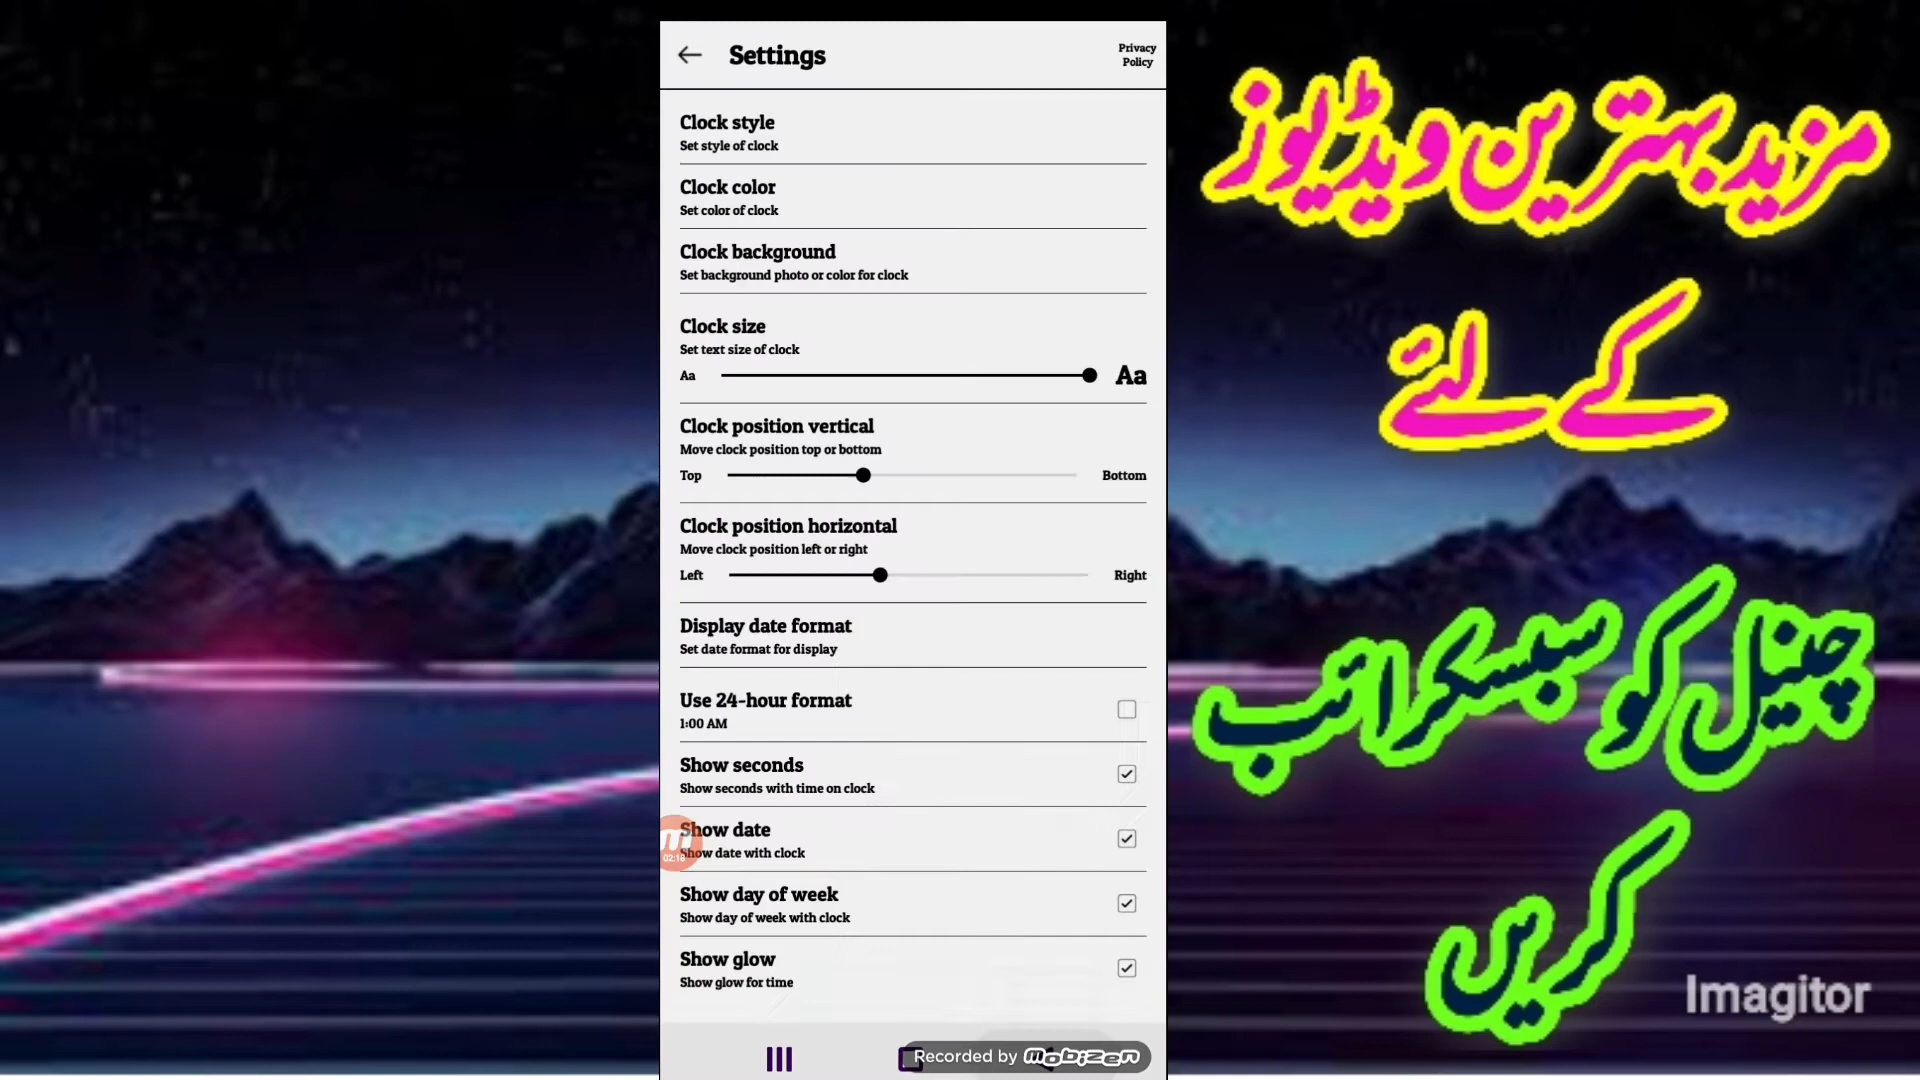 Settings
Privacy
Policy
Clock style
Set style of clock
Clock color
Set color of clock
Clock background
Set background photo or color for clock
Clock size
Set text size of clock
Aa Aa
Clock position vertical
Move clock position top or bottom
Top Bottom
Clock position horizontal
Move clock position left or right
Left Right
Display date format
Set date format for display
Use 24-hour format
1:00 AM
Show seconds
Show seconds with time on clock
Show date
Show date with clock
02:18
Show day of week
Show day of week with clock
Show glow
Show glow for time
Recorded by mobizen
مزید بہترین ویڈیوز
کے لئے
چینل کو سبسکرائب
کریں
Imagitor